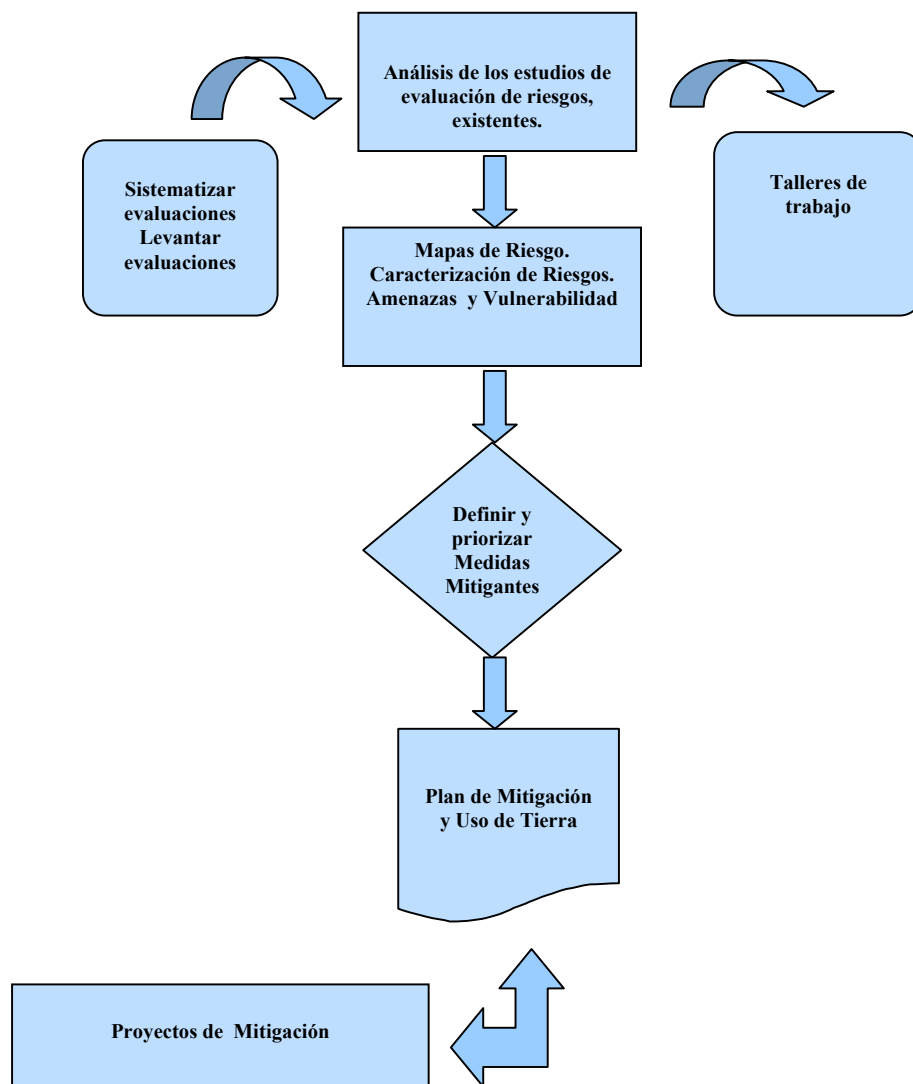 Análisis de los estudios de
evaluación de riesgos,
existentes.
Sistematizar
evaluaciones
Levantar
evaluaciones
Talleres de
trabajo
Mapas de Riesgo.
Caracterización de Riesgos.
Amenazas y Vulnerabilidad
Definir y
priorizar
Medidas
Mitigantes
Plan de Mitigación
y Uso de Tierra
Proyectos de Mitigación